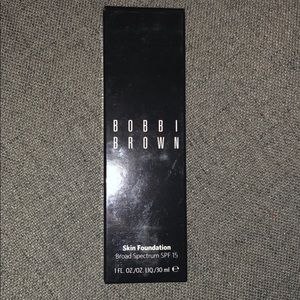 BOBBI
BROWN
Skin Foundation
Broad Spectrum SPF 15
1 FL. OZ./OZ. LIQ./30 ml ℮